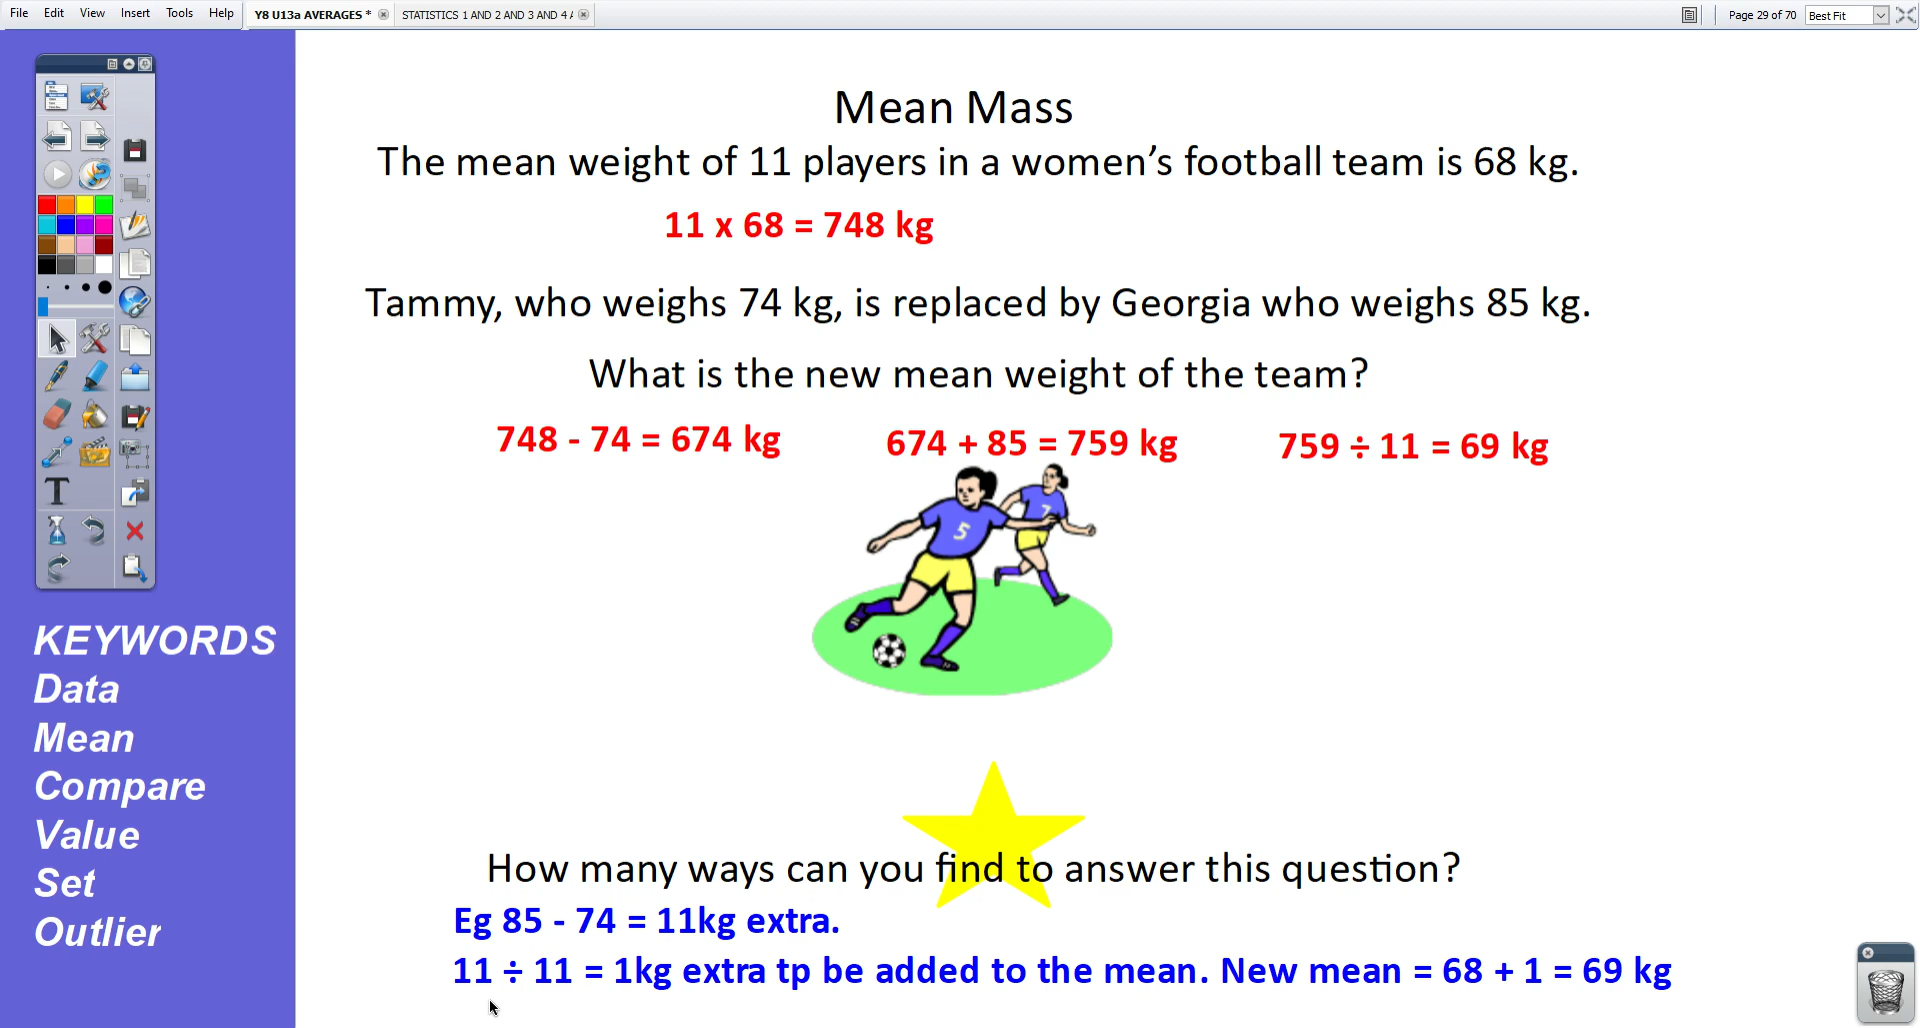 File Edit View Insert Tools Help Y8 U13a AVERAGES * STATISTICS 1 AND 2 AND 3 AND 4 Page 29 of 70 Best Fit
Mean Mass
The mean weight of 11 players in a women’s football team is 68 kg.
11 x 68 = 748 kg
Tammy, who weighs 74 kg, is replaced by Georgia who weighs 85 kg.
What is the new mean weight of the team?
748 - 74 = 674 kg 674 + 85 = 759 kg 759 ÷ 11 = 69 kg
5
7
T
KEYWORDS
Data
Mean
Compare
Value
Set
Outlier
How many ways can you find to answer this question?
Eg 85 - 74 = 11kg extra.
11 ÷ 11 = 1kg extra tp be added to the mean. New mean = 68 + 1 = 69 kg